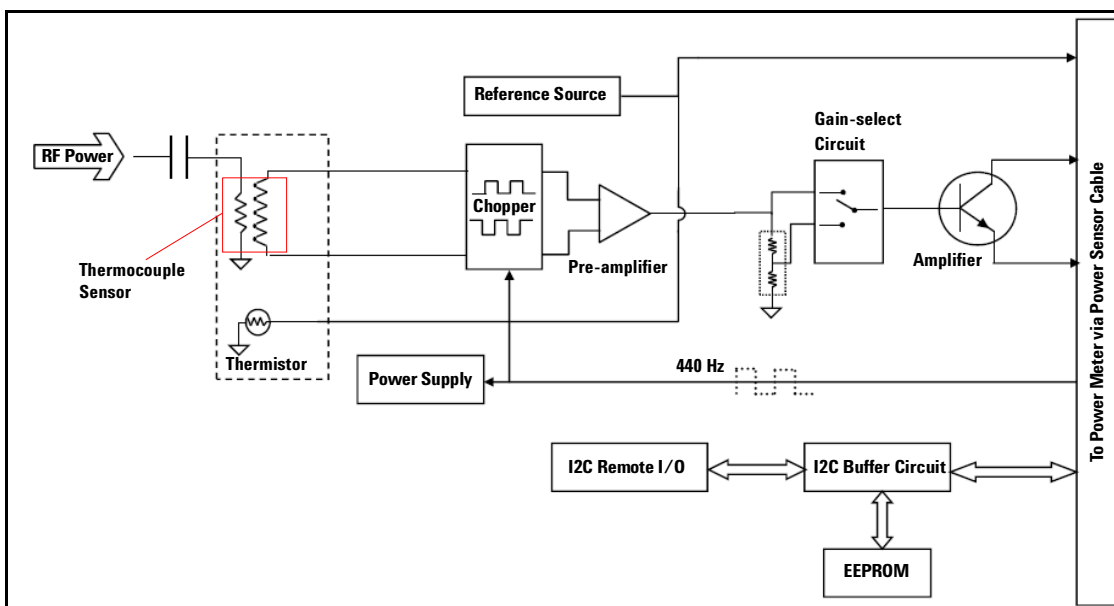 Reference Source
Gain-select
Circuit
RF Power
Chopper
Thermocouple
Sensor
Pre-amplifier
Amplifier
Thermistor
Power Supply
440 Hz
I2C Remote I/O
I2C Buffer Circuit
EEPROM
To Power Meter via Power Sensor Cable